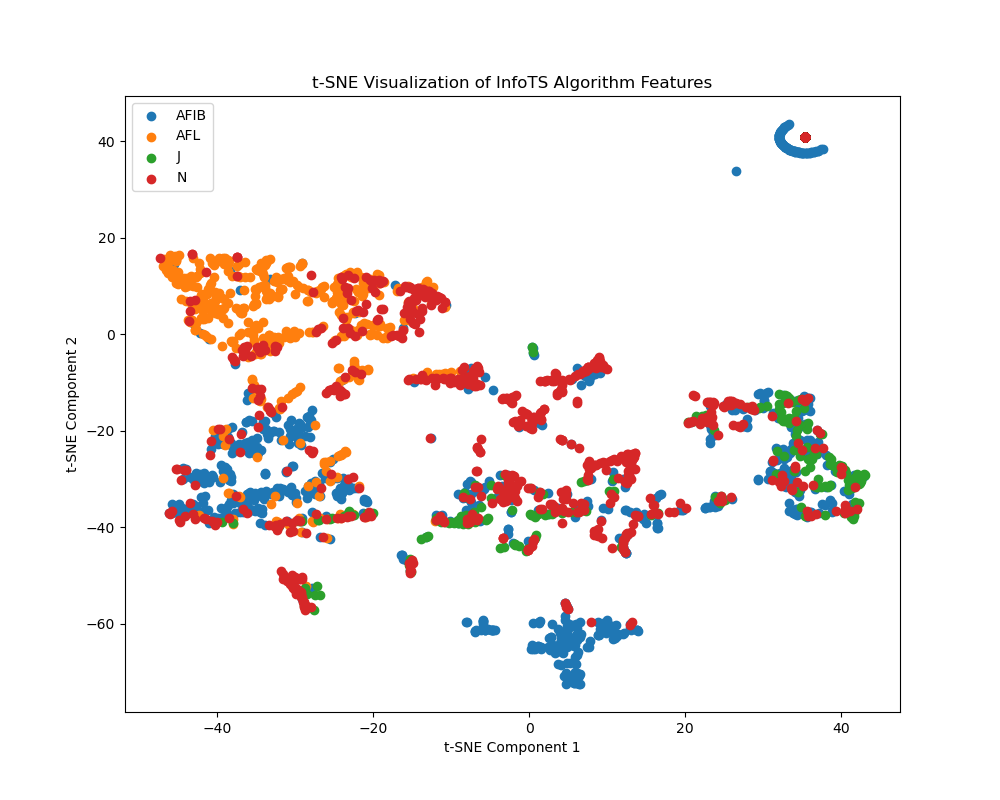 t-SNE Visualization of InfoTS Algorithm Features
AFIB
AFL
J
N
40
20
0
−20
−40
−60
t-SNE Component 2
−40
−20
0
20
40
t-SNE Component 1